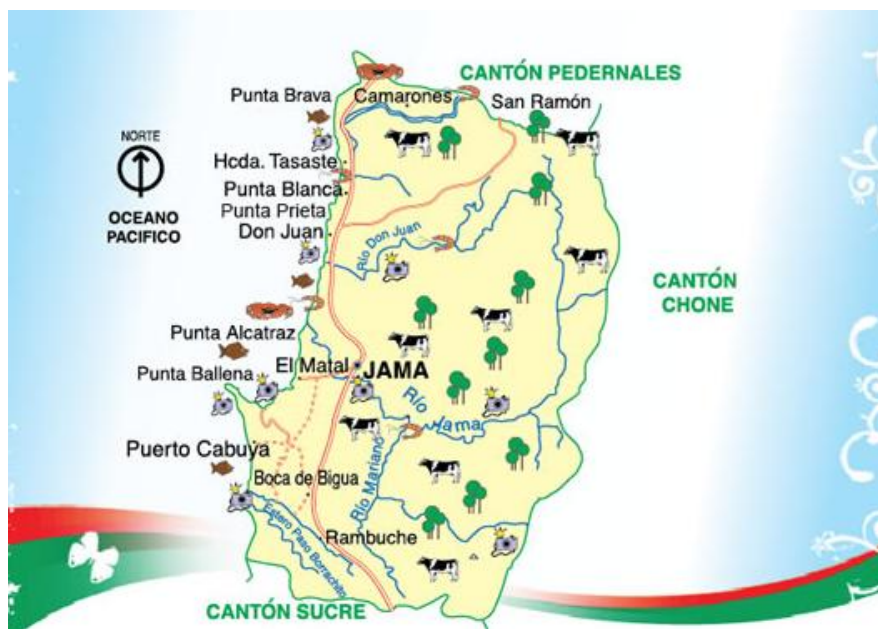 CANTÓN PEDERNALES
Punta Brava
Camarones
San Ramón
NORTE
OCEANO
PACIFICO
Hcda. Tasaste
Punta Blanca
Punta Prieta
Don Juan
Río Don Juan
CANTÓN
CHONE
Punta Alcatraz
El Matal
JAMA
Punta Ballena
Río Jama
Río Mariano
Puerto Cabuya
Boca de Bigua
Estero Paso Borrachito
Rambuche
CANTÓN SUCRE